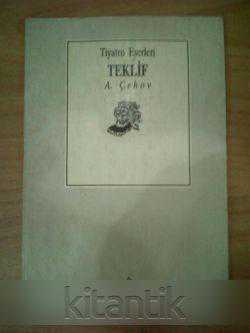 Tiyatro Eserleri
TEKLİF
A. Çehov
kitantik